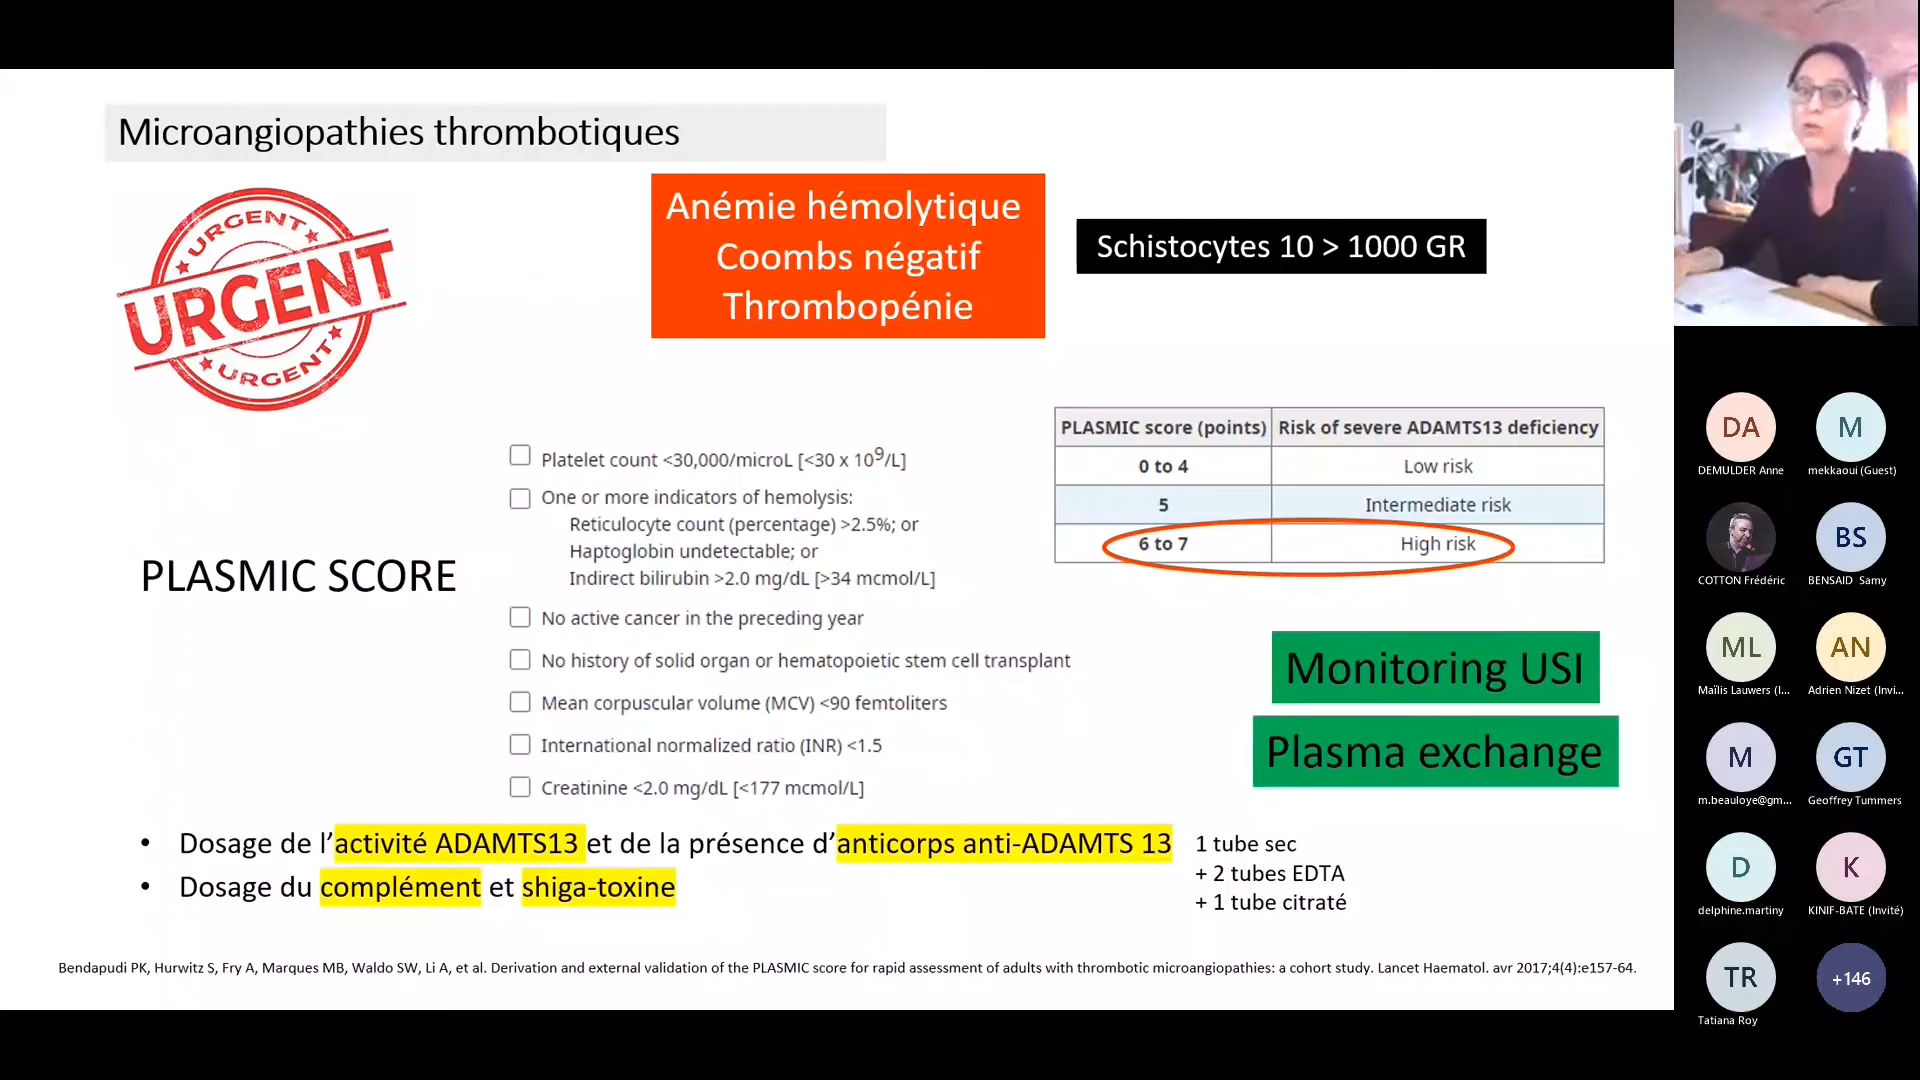 Microangiopathies thrombotiques
URGENT
URGENT
URGENT
Anémie hémolytique
Coombs négatif
Thrombopénie
Schistocytes 10 > 1000 GR
PLASMIC SCORE
Platelet count <30,000/microL [<30 x 10⁹/L]
One or more indicators of hemolysis:
Reticulocyte count (percentage) >2.5%; or
Haptoglobin undetectable; or
Indirect bilirubin >2.0 mg/dL [>34 mcmol/L]
No active cancer in the preceding year
No history of solid organ or hematopoietic stem cell transplant
Mean corpuscular volume (MCV) <90 femtoliters
International normalized ratio (INR) <1.5
Creatinine <2.0 mg/dL [<177 mcmol/L]
PLASMIC score (points) Risk of severe ADAMTS13 deficiency
0 to 4 Low risk
5 Intermediate risk
6 to 7 High risk
Monitoring USI
Plasma exchange
• Dosage de l’activité ADAMTS13 et de la présence d’anticorps anti-ADAMTS 13
• Dosage du complément et shiga-toxine
1 tube sec
+ 2 tubes EDTA
+ 1 tube citraté
Bendapudi PK, Hurwitz S, Fry A, Marques MB, Waldo SW, Li A, et al. Derivation and external validation of the PLASMIC score for rapid assessment of adults with thrombotic microangiopathies: a cohort study. Lancet Haematol. avr 2017;4(4):e157-64.
DA M
DEMULDER Anne mekkaoui (Guest)
BS
COTTON Frédéric BENSAID Samy
ML AN
Maïlis Lauwers (I... Adrien Nizet (Invi...
M GT
m.beauloye@gm... Geoffrey Tummers
D K
delphine.martiny KINIF-BATE (Invité)
TR +146
Tatiana Roy